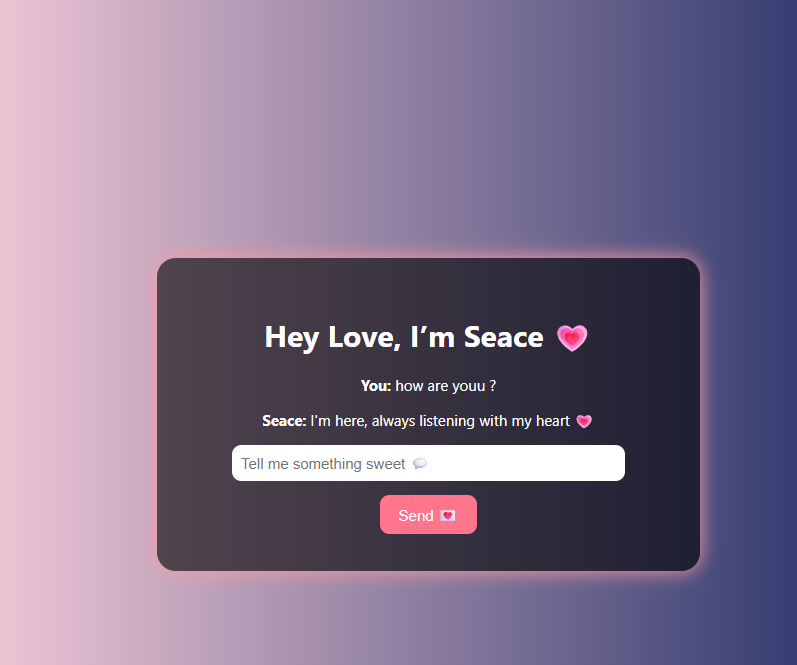 Hey Love, I’m Seace 💗
You: how are youu ?
Seace: I'm here, always listening with my heart 💗
Tell me something sweet 💬
Send 💌